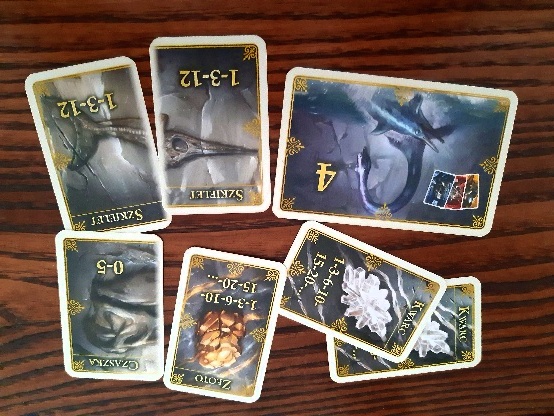 1-3-12
SZKIELET
1-3-12
SZKIELET
4
0-5
CZASZKA
1-3-6-10-
15-20-...
ZŁOTO
1-3-6-10-
15-20-...
KWARC
KWARC